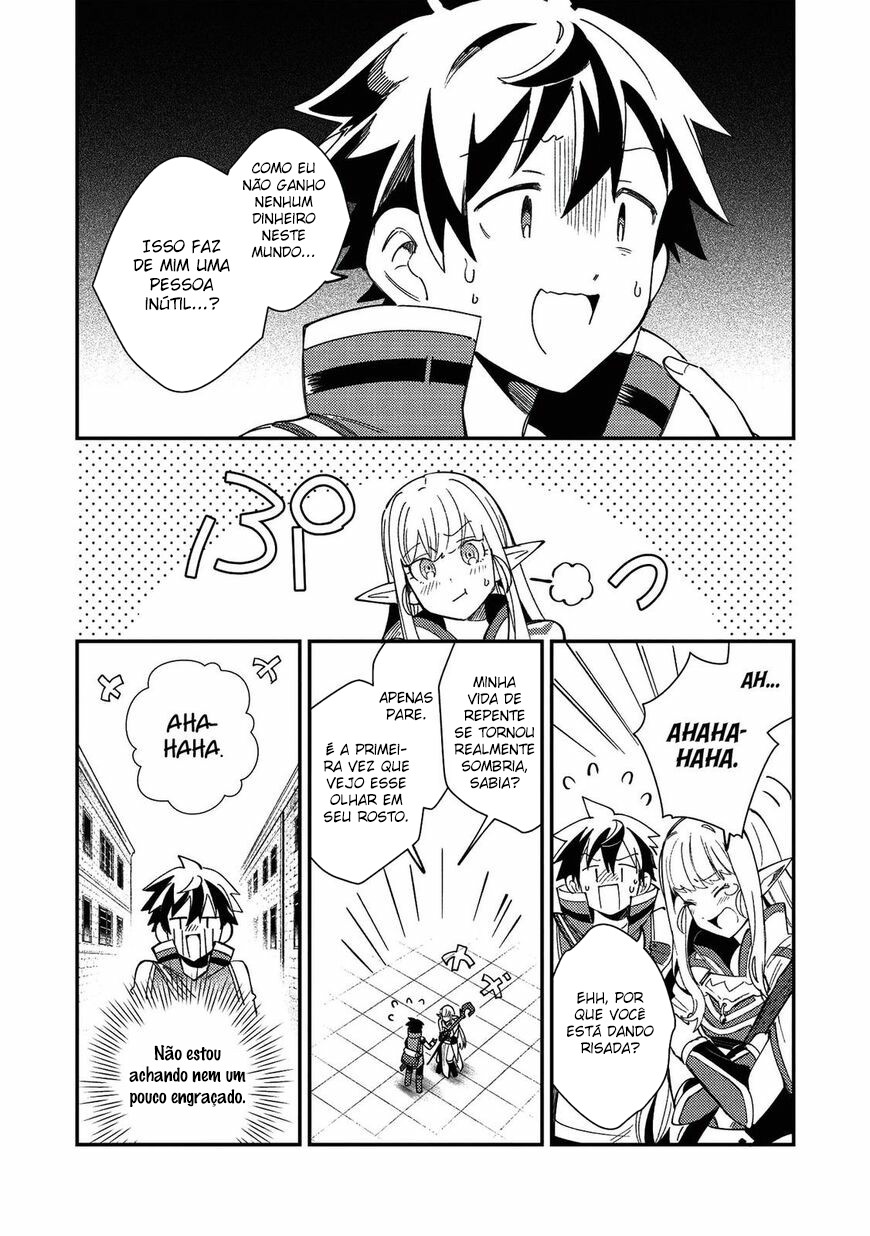 COMO EU
NÃO GANHO
NENHUM
DINHEIRO
NESTE
MUNDO...
ISSO FAZ
DE MIM UMA
PESSOA
INÚTIL...?
AH...
AHAHA-
HAHA.
EHH, POR
QUE VOCÊ
ESTÁ DANDO
RISADA?
MINHA
VIDA DE
REPENTE
SE TORNOU
REALMENTE
SOMBRIA,
SABIA?
APENAS
PARE.
É A PRIMEI-
RA VEZ QUE
VEJO ESSE
OLHAR EM
SEU ROSTO.
AHA-
HAHA.
Não estou
achando nem um
pouco engraçado.